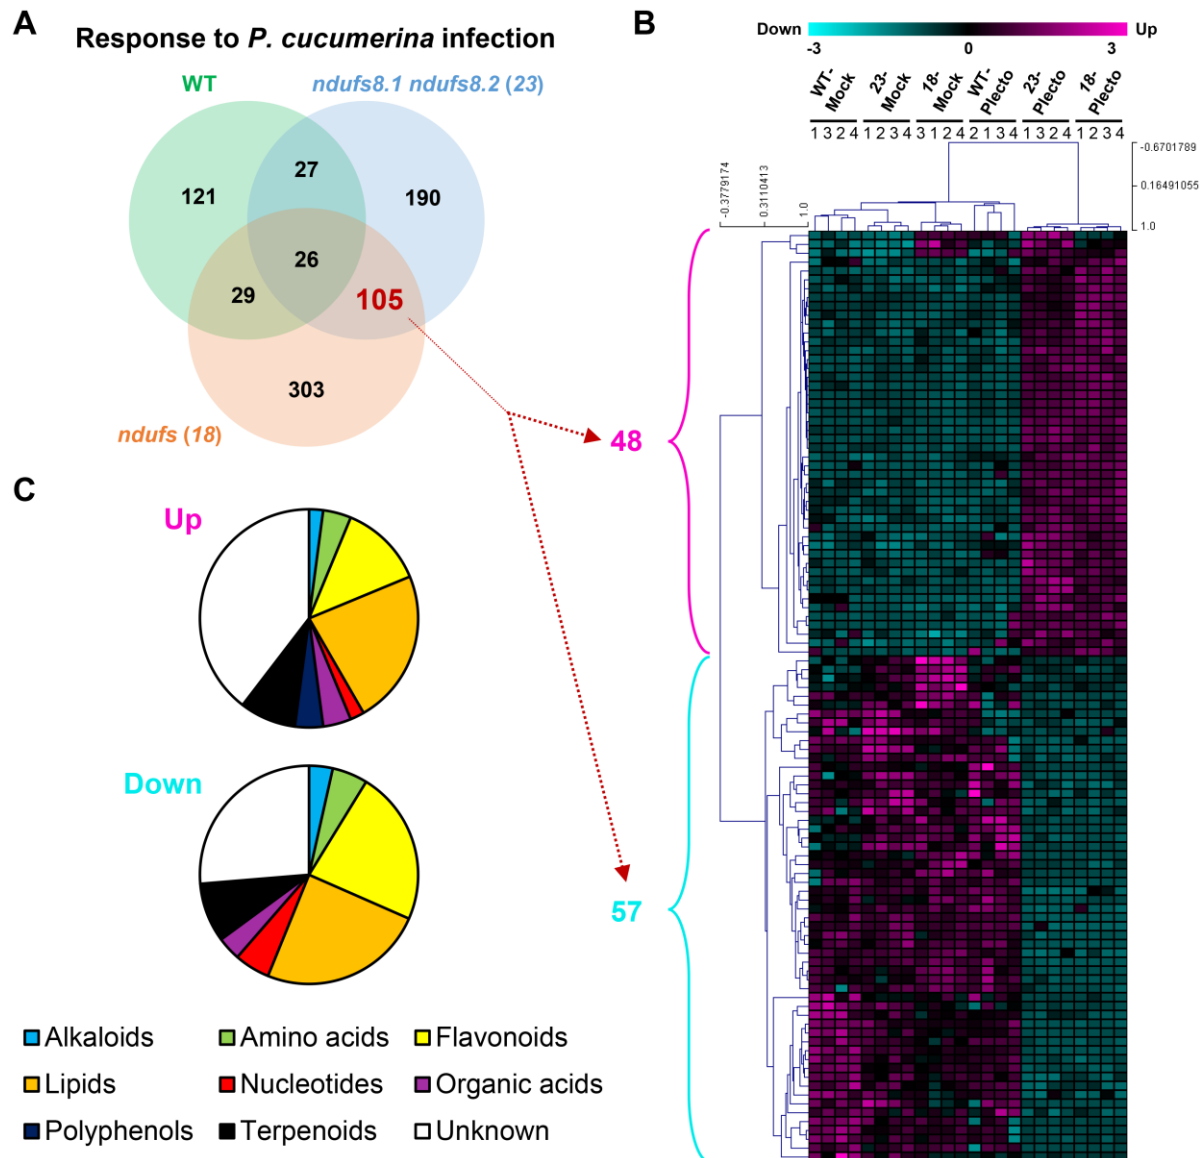 A
Response to P. cucumerina infection
WT
ndufs8.1 ndufs8.2 (23)
121
27
190
26
29
105
303
ndufs (18)
B
Down
Up
-3
0
3
WT-Mock
23-Mock
18-Mock
WT-Plecto
23-Plecto
18-Plecto
1 3 2 4 1 2 3 4 3 1 2 4 2 1 3 4 1 3 2 4 1 2 3 4
-0.6701789
0.16491055
1.0
-0.3779174
0.3110413
1.0
48
57
C
Up
Down
Alkaloids
Amino acids
Flavonoids
Lipids
Nucleotides
Organic acids
Polyphenols
Terpenoids
Unknown